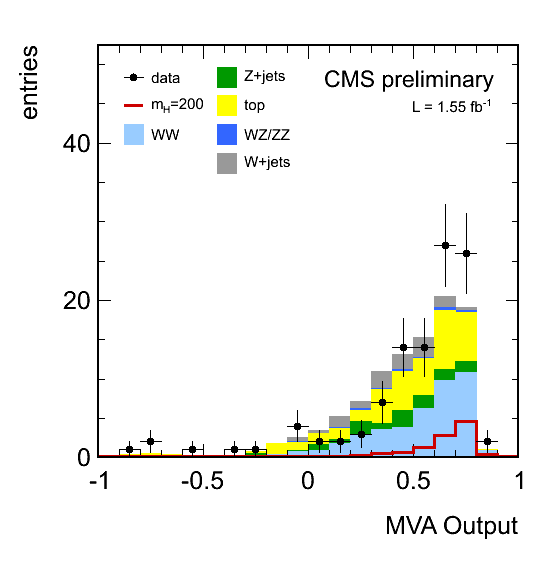 entries
CMS preliminary
L = 1.55 fb-1
data
mH=200
WW
Z+jets
top
WZ/ZZ
W+jets
40
20
0
-1 -0.5 0 0.5 1
MVA Output